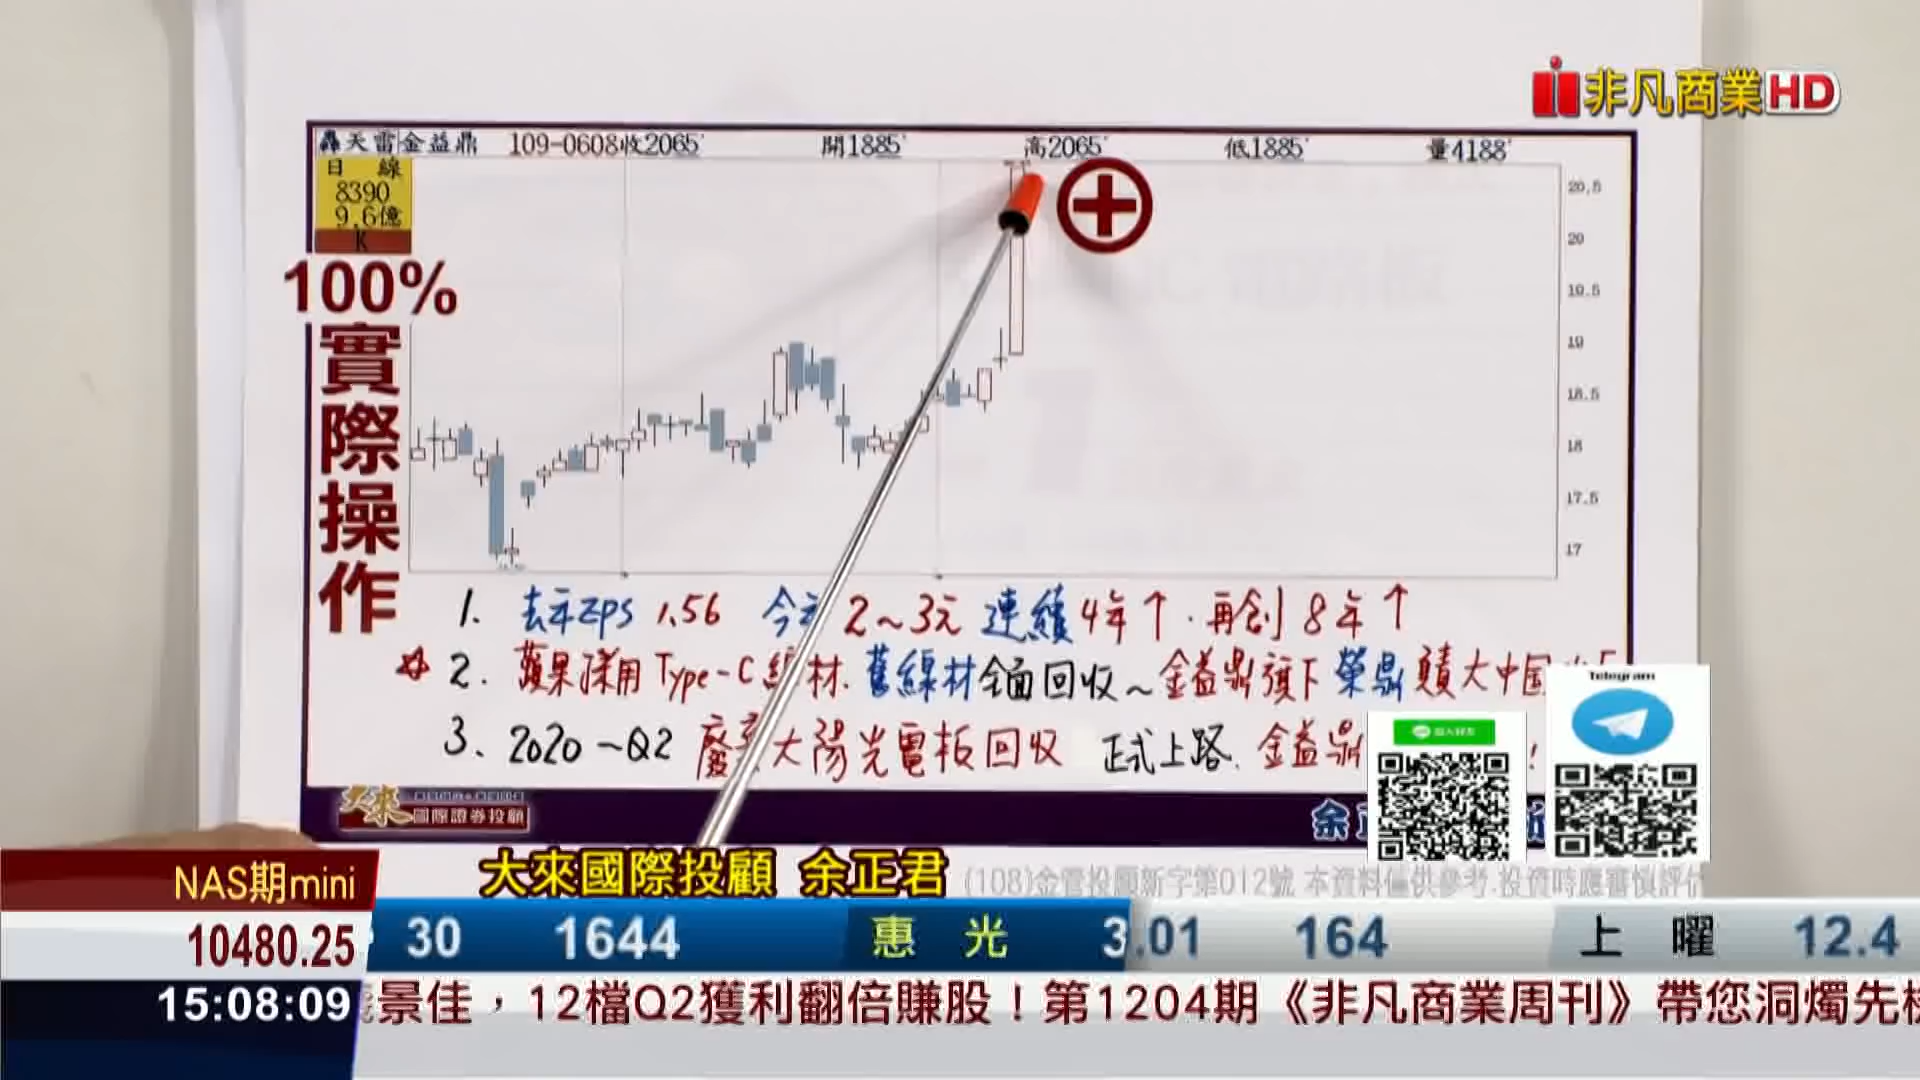 非凡商業HD
轟天雷 金益鼎 109-0608收2065' 開1885' 高2065' 低1885' 量4188'
日 線
8390
9.6億
K
100%
實際操作
20.5
20
19.5
19
18.5
18
17.5
17
1. 去年EPS 1.56 今 2~3元 連續4年↑.再創8年↑
2. 蘋果採用Type-C 材.舊線材全面回收~金益鼎旗下榮鼎 大中国
3. 2020-Q2 廢 太陽光電板回收 正式上路. 金益鼎 !
Telegram
大來國際證券投顧
余
大來國際投顧 余正君
(108)金管投顧新字第012號 本資料僅供參考.投資時應審慎評估
NAS期mini
10480.25
30 1644 惠光 3.01 164 上曜 12.4
15:08:09
景佳，12檔Q2獲利翻倍賺股！第1204期《非凡商業周刊》帶您洞燭先機